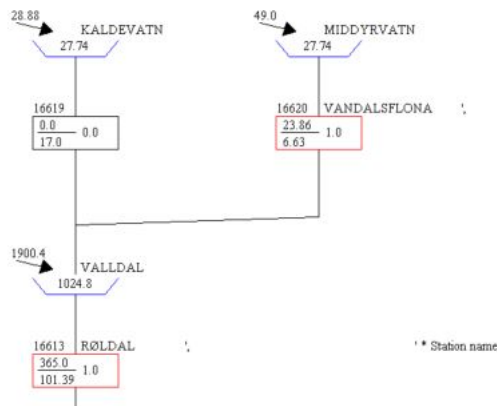 28.88 KALDEVATN
27.74
49.0 MIDDYRVATN
27.74
16619
0.0
17.0
0.0
16620 VANDALSFLONA ',
23.86
6.63
1.0
1900.4 VALLDAL
1024.8
16613 RØLDAL ',
365.0
101.39
1.0
' * Station name